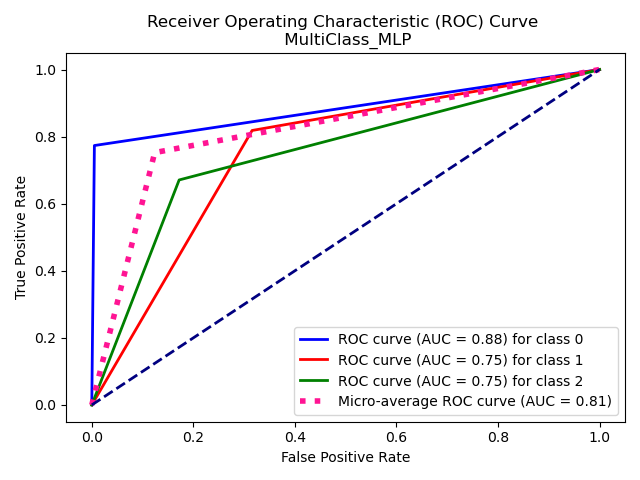 Receiver Operating Characteristic (ROC) Curve
MultiClass_MLP
True Positive Rate
1.0
0.8
0.6
0.4
0.2
0.0
ROC curve (AUC = 0.88) for class 0
ROC curve (AUC = 0.75) for class 1
ROC curve (AUC = 0.75) for class 2
Micro-average ROC curve (AUC = 0.81)
0.0 0.2 0.4 0.6 0.8 1.0
False Positive Rate